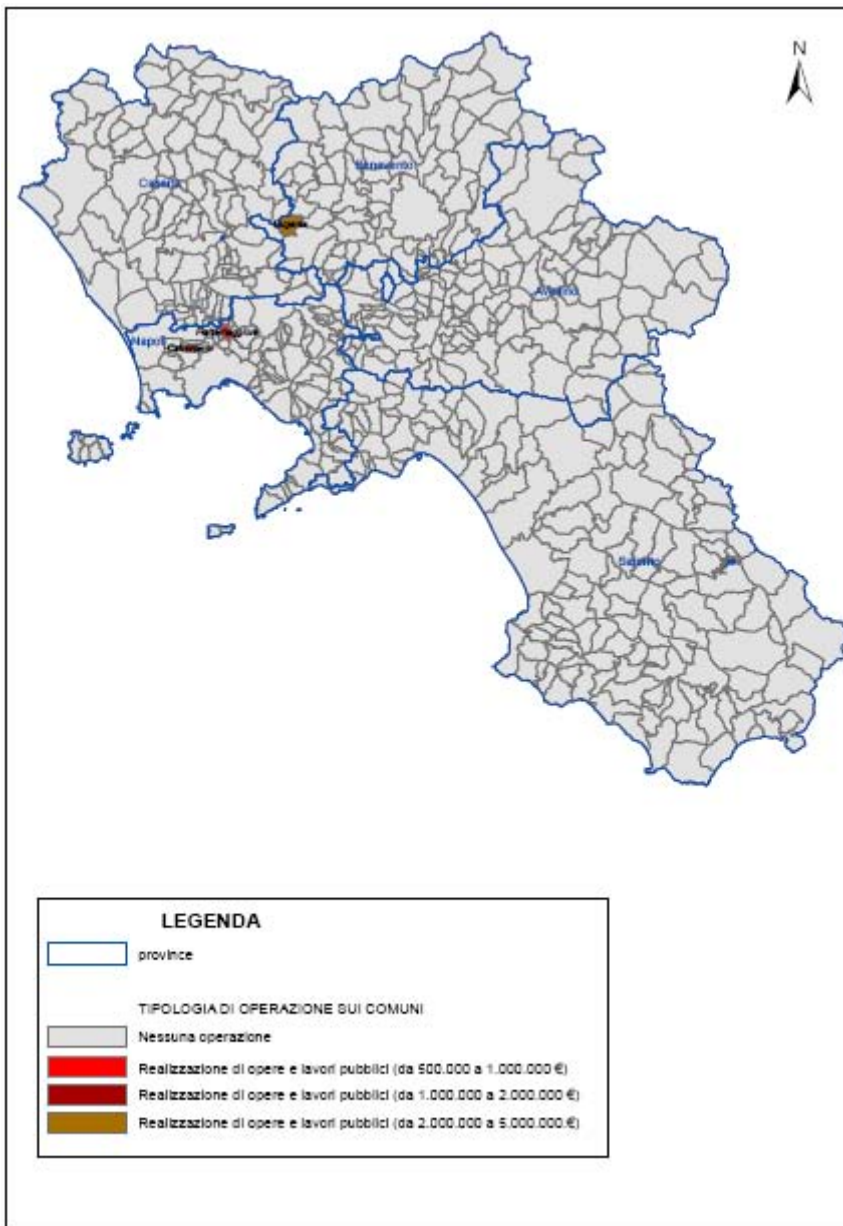 N
Benevento
Caserta
Avellino
Napoli
Salerno
LEGENDA
province
TIPOLOGIA DI OPERAZIONE SUI COMUNI
Nessuna operazione
Realizzazione di opere e lavori pubblici (da 500.000 a 1.000.000 €)
Realizzazione di opere e lavori pubblici (da 1.000.000 a 2.000.000 €)
Realizzazione di opere e lavori pubblici (da 2.000.000 a 5.000.000.€)